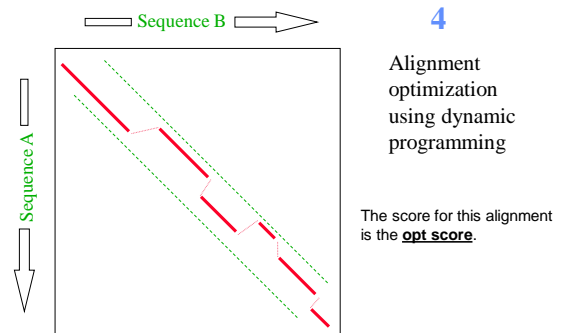 Sequence B
4
Alignment
optimization
using dynamic
programming
Sequence A
The score for this alignment
is the opt score.